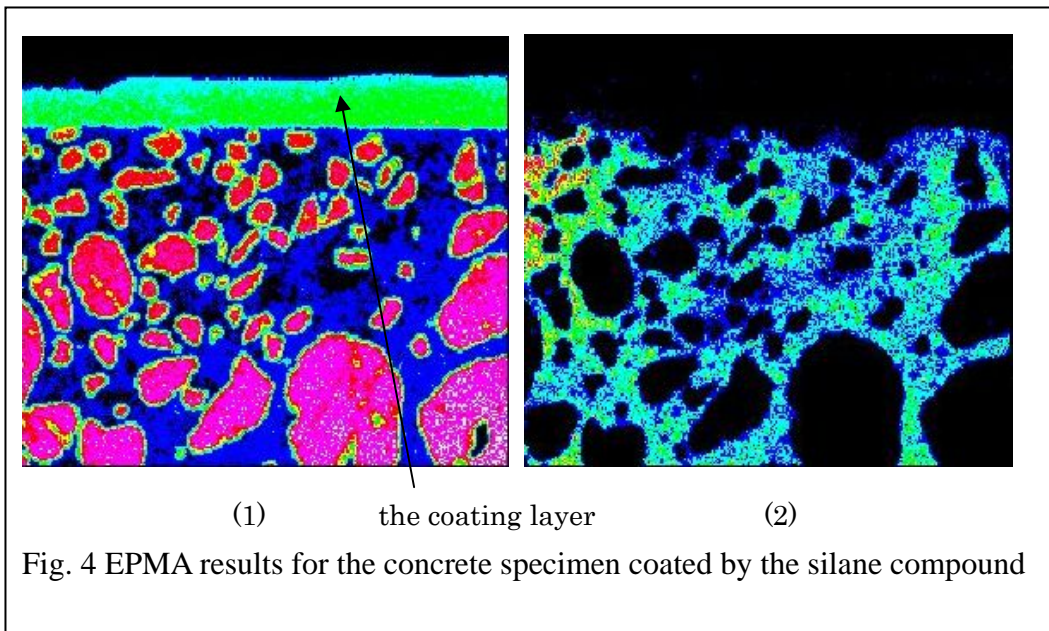 (1) the coating layer (2)
Fig. 4 EPMA results for the concrete specimen coated by the silane compound